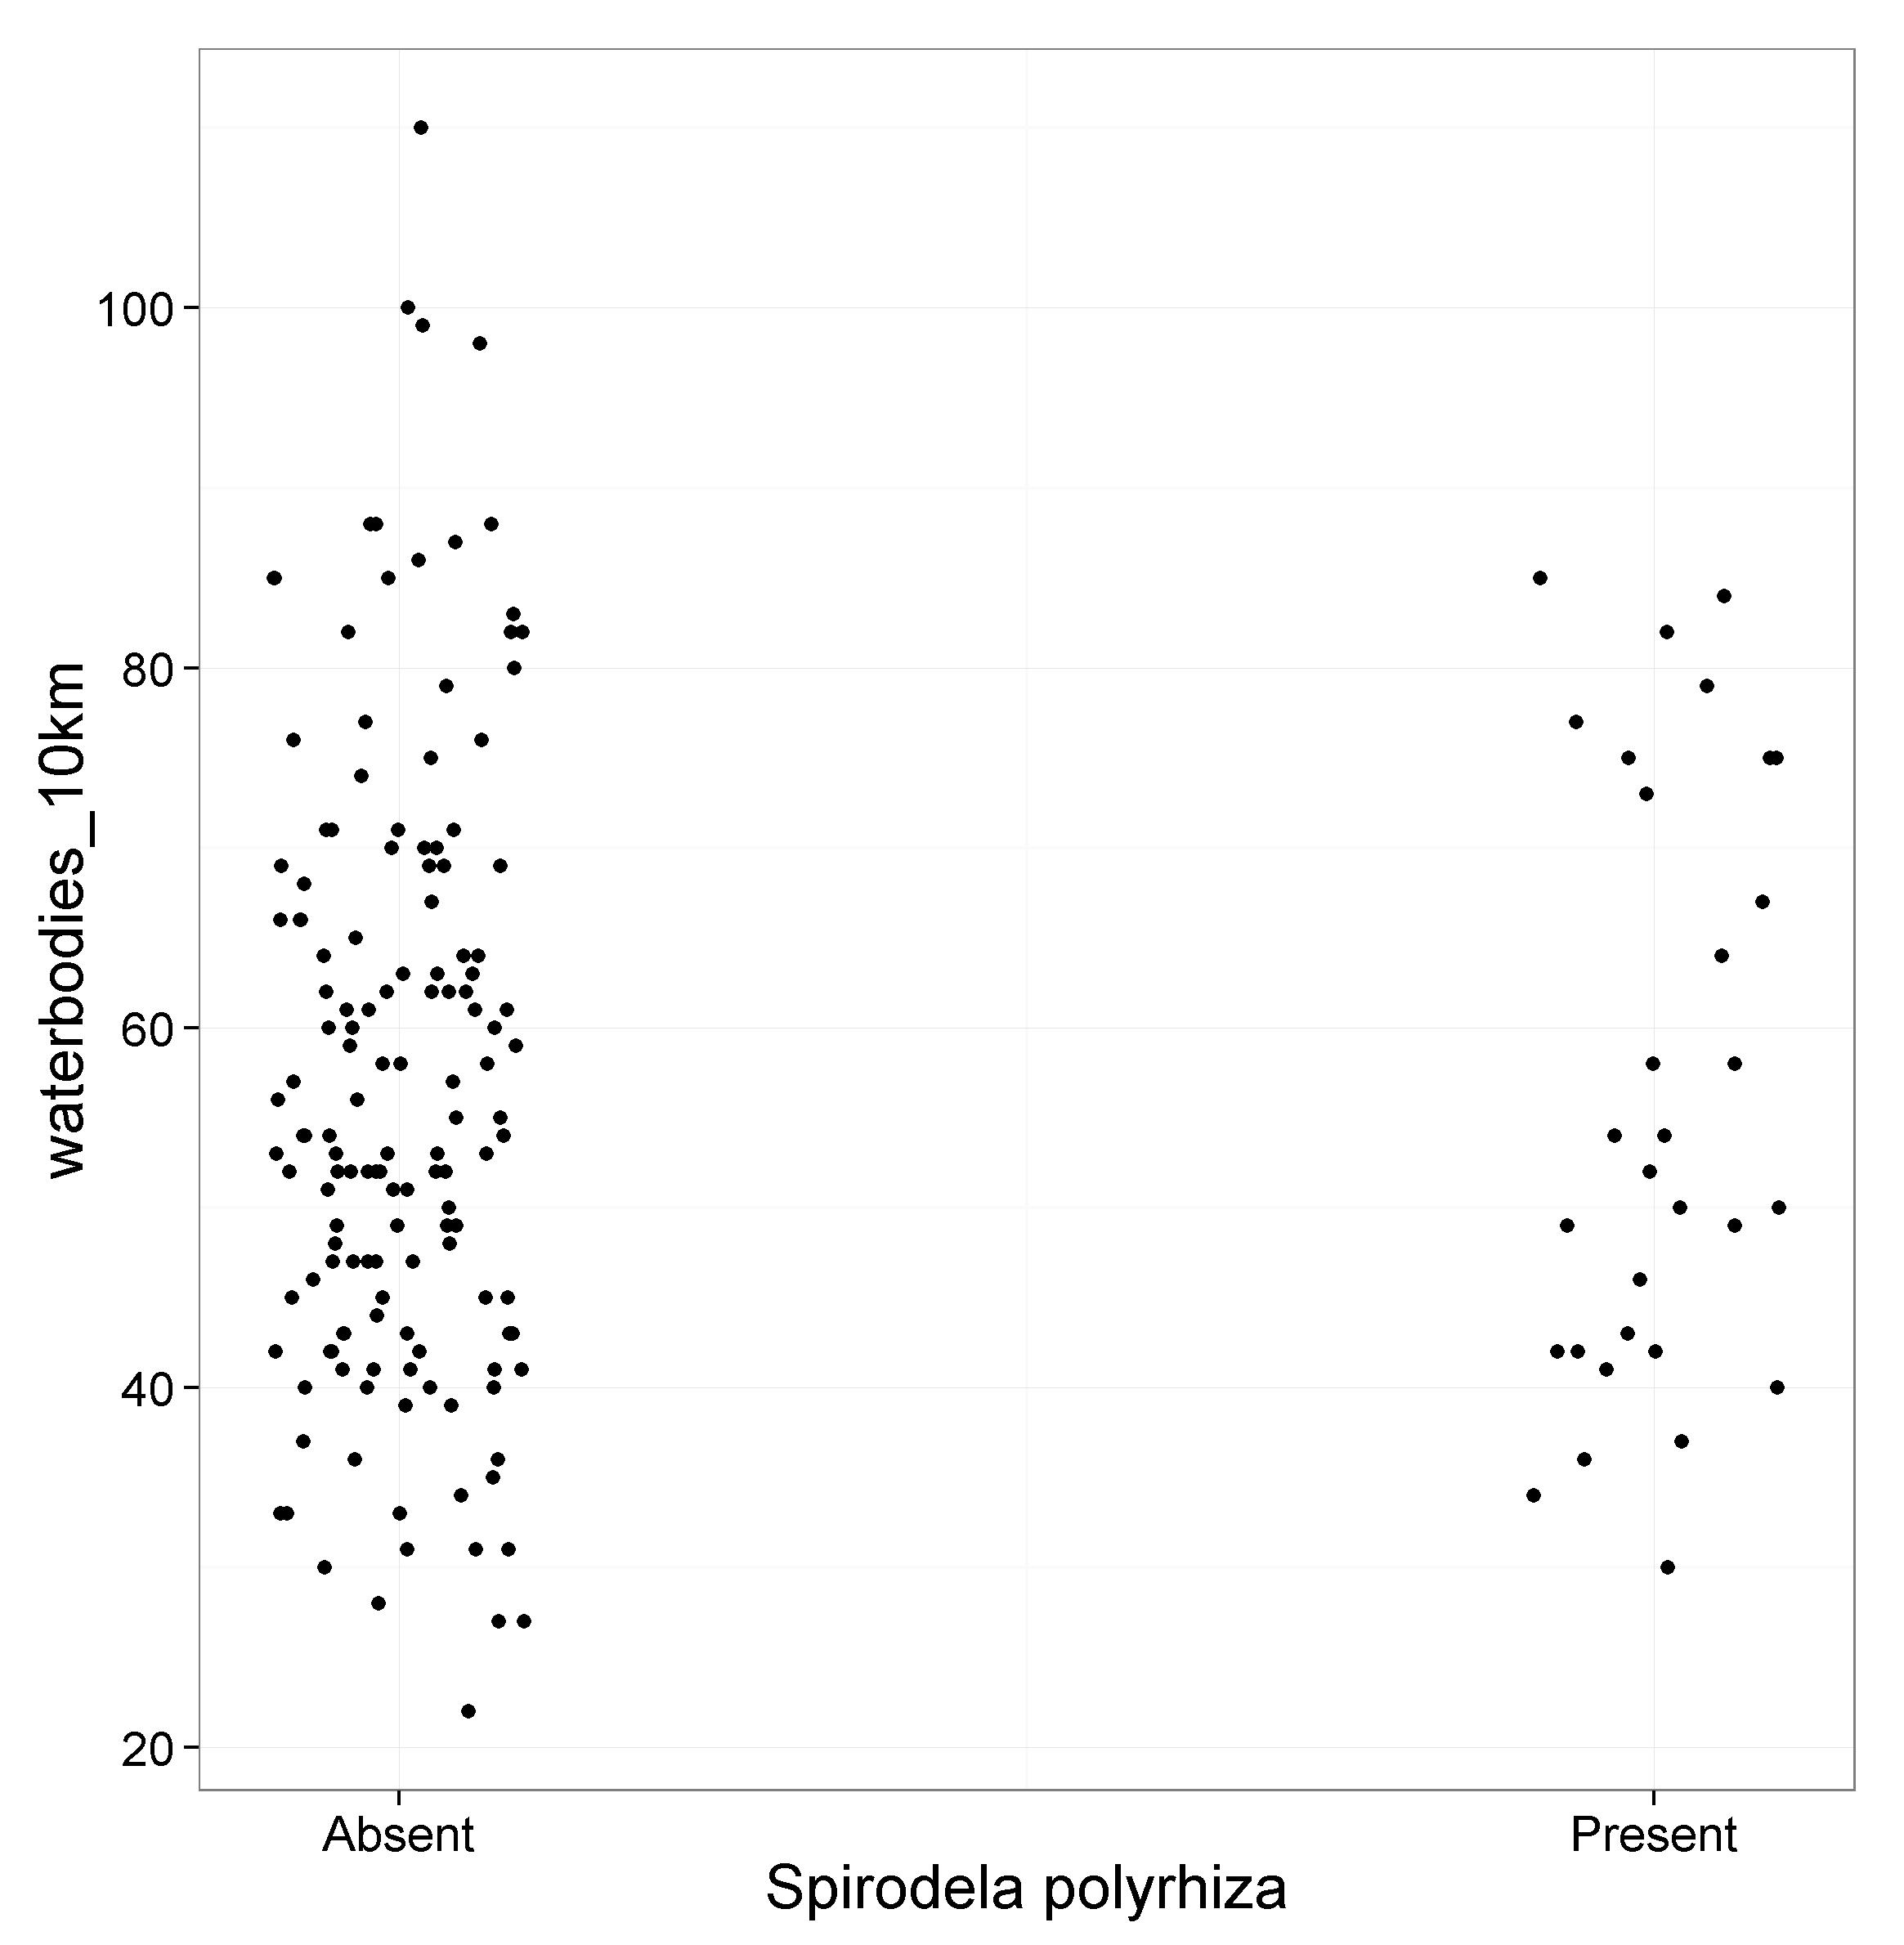 waterbodies_10km
100
80
60
40
20
Absent
Present
Spirodela polyrhiza